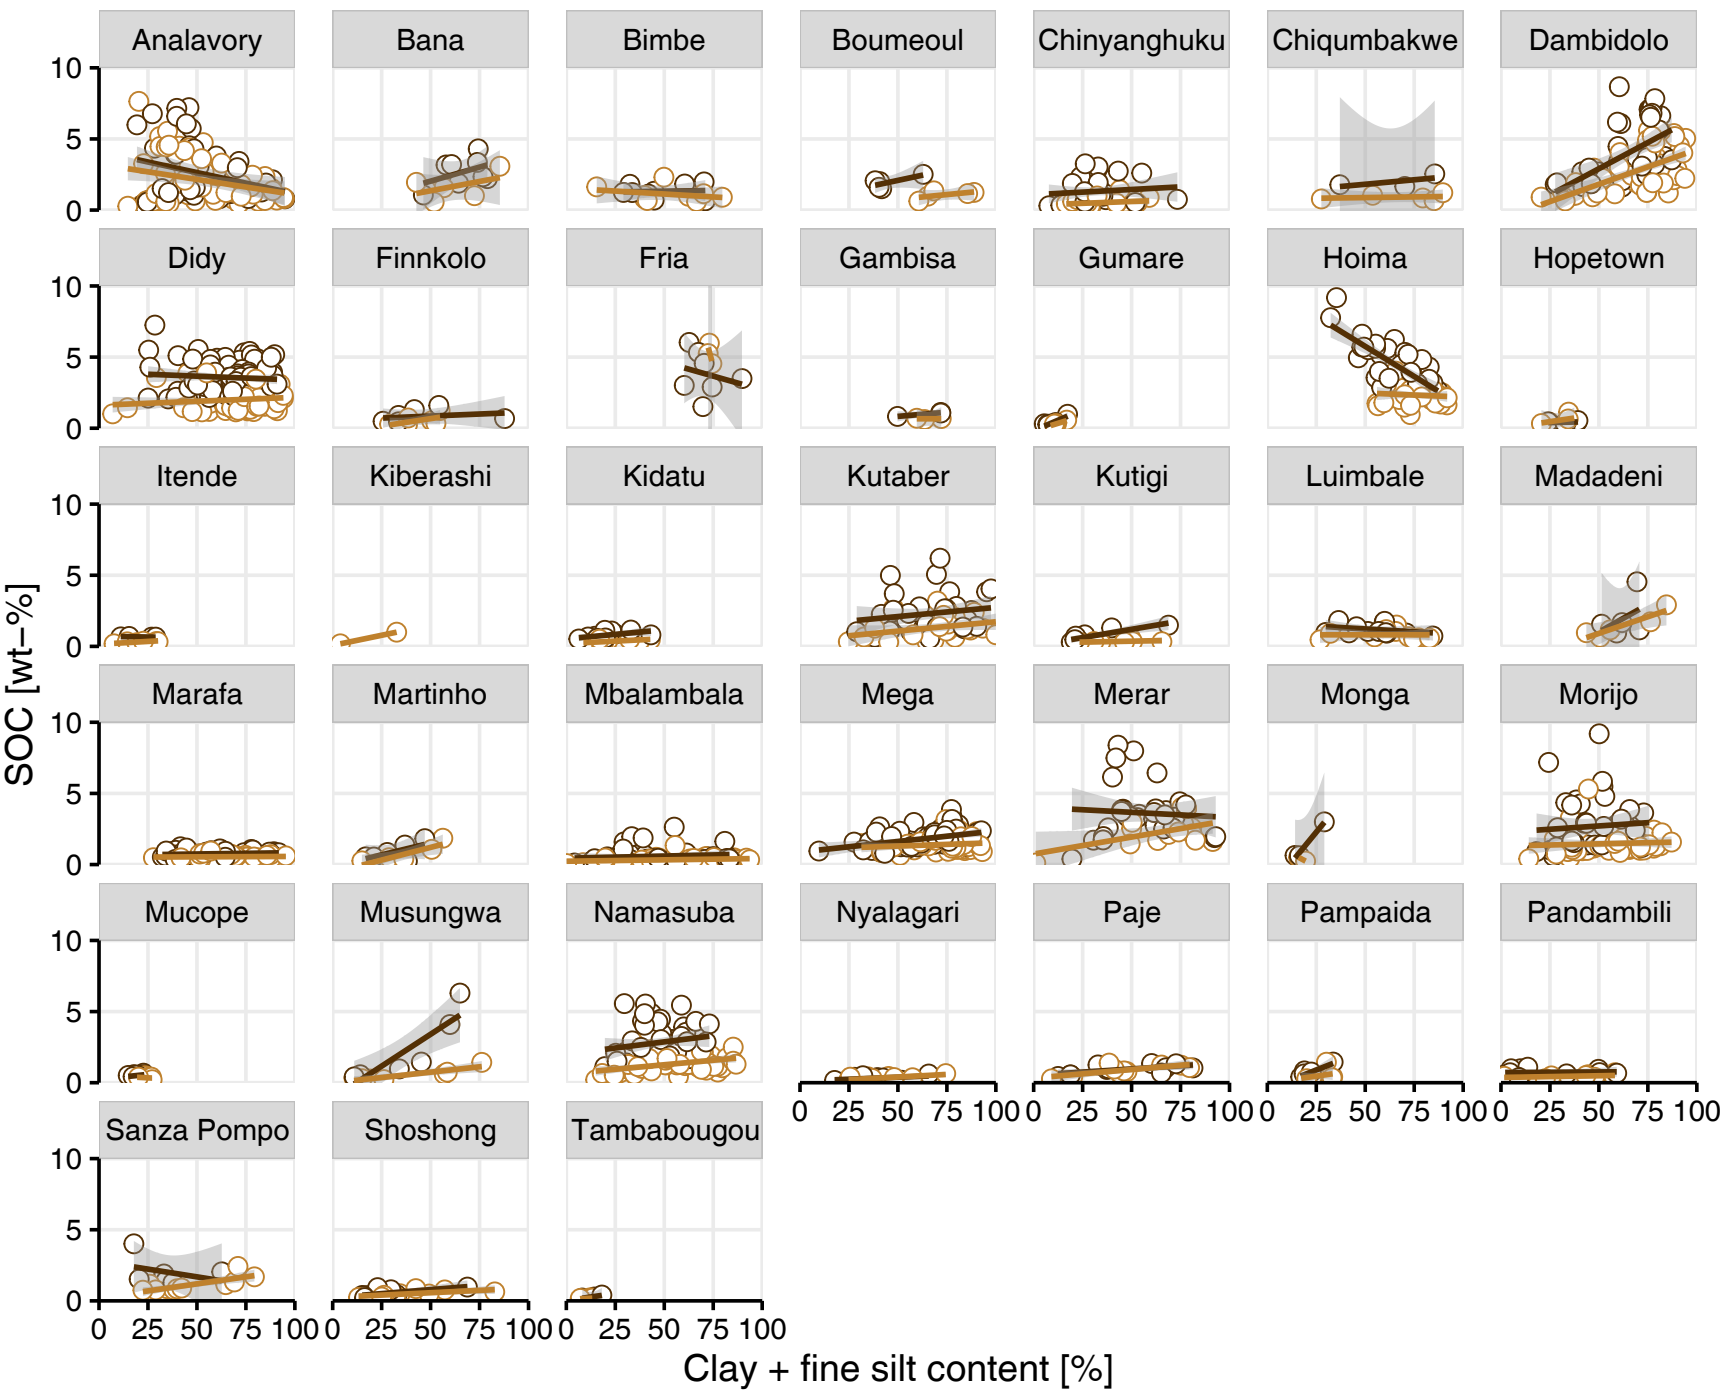 Analavory Bana Bimbe Boumeoul Chinyanghuku Chiqumbakwe Dambidolo
10
5
0
Didy Finnkolo Fria Gambisa Gumare Hoima Hopetown
10
5
0
Itende Kiberashi Kidatu Kutaber Kutigi Luimbale Madadeni
10
5
0
Marafa Martinho Mbalambala Mega Merar Monga Morijo
10
5
0
Mucope Musungwa Namasuba Nyalagari Paje Pampaida Pandambili
10
5
0
0 25 50 75 100 0 25 50 75 100 0 25 50 75 100 0 25 50 75 100
Sanza Pompo Shoshong Tambabougou
10
5
0
0 25 50 75 100 0 25 50 75 100 0 25 50 75 100
SOC [wt−%]
Clay + fine silt content [%]